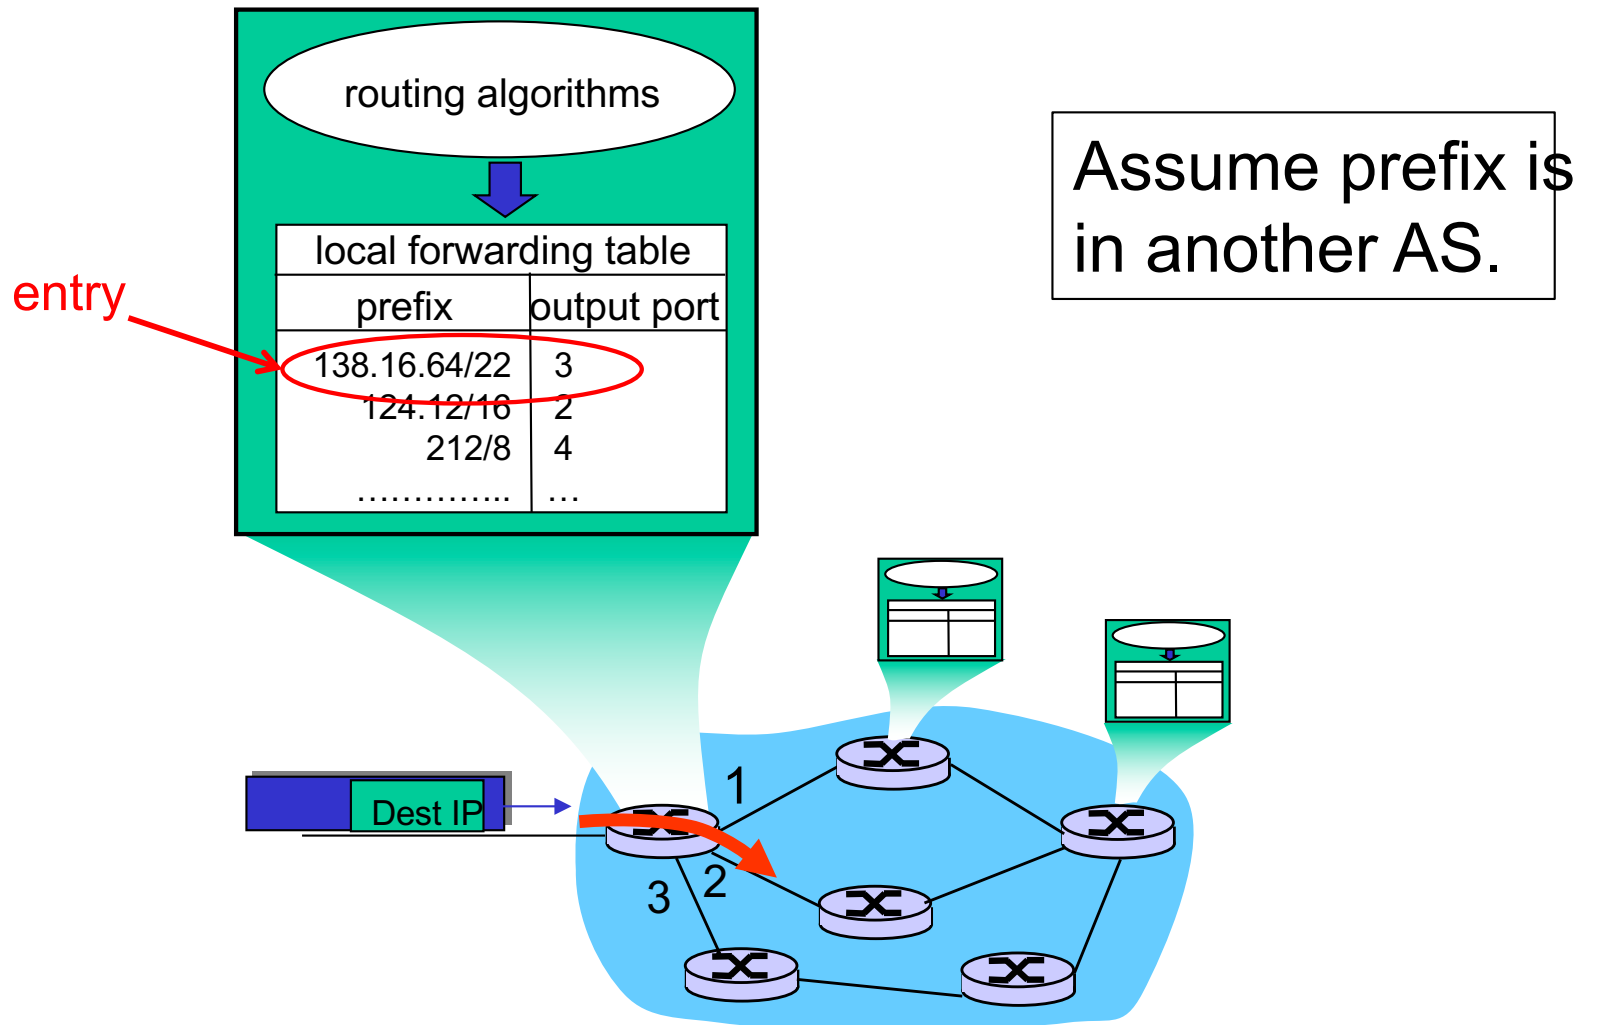 routing algorithms
Assume prefix is
in another AS.
local forwarding table
entry
prefix output port
138.16.64/22 3
124.12/16 2
212/8 4
………….. …
1
Dest IP
2
3